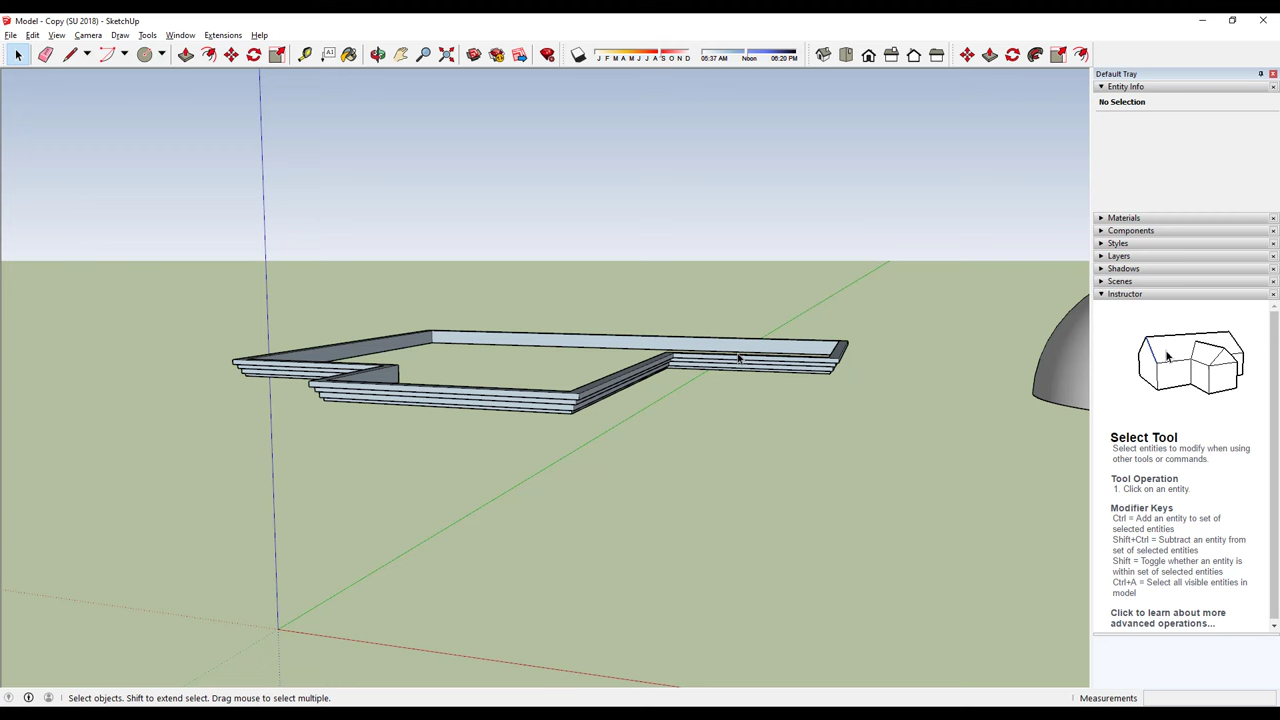 Model - Copy (SU 2018) - SketchUp
File Edit View Camera Draw Tools Window Extensions Help
J F M A M J J A S O N D
05:37 AM Noon 06:20 PM
Default Tray
Entity Info
No Selection
Materials
Components
Styles
Layers
Shadows
Scenes
Instructor
Select Tool
Select entities to modify when using
other tools or commands.
Tool Operation
1. Click on an entity.
Modifier Keys
Ctrl = Add an entity to set of
selected entities
Shift+Ctrl = Subtract an entity from
set of selected entities
Shift = Toggle whether an entity is
within set of selected entities
Ctrl+A = Select all visible entities in
model
Click to learn about more
advanced operations...
Select objects. Shift to extend select. Drag mouse to select multiple.
Measurements